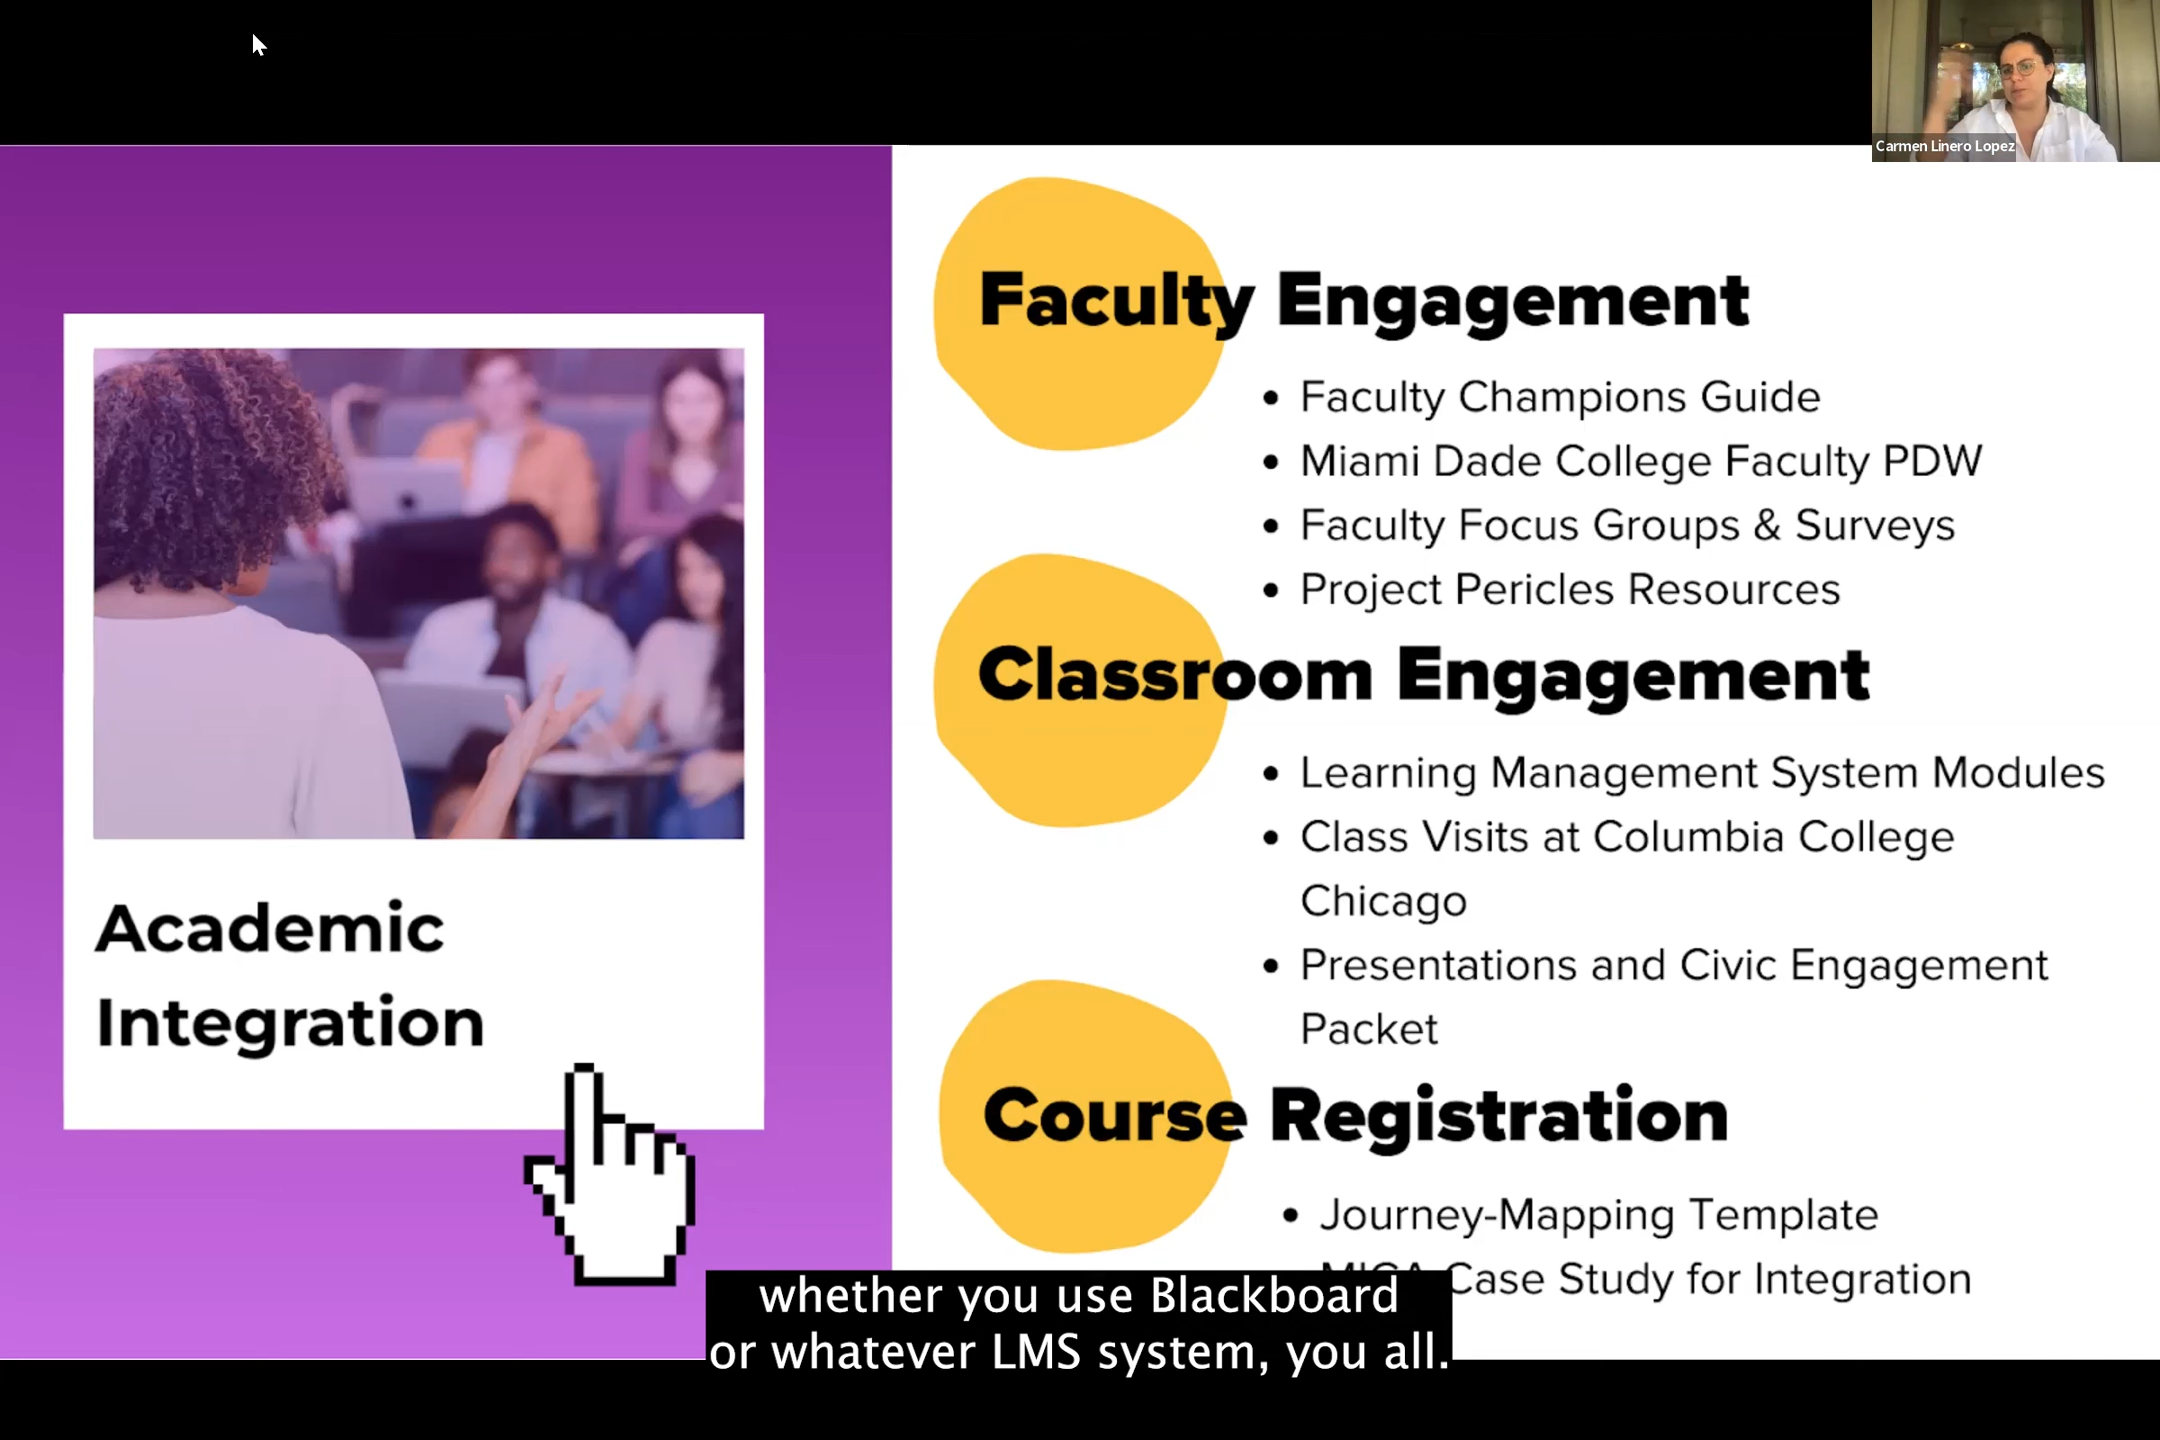 Carmen Linero Lopez
Academic
Integration
Faculty Engagement
• Faculty Champions Guide
• Miami Dade College Faculty PDW
• Faculty Focus Groups & Surveys
• Project Pericles Resources
Classroom Engagement
• Learning Management System Modules
• Class Visits at Columbia College
Chicago
• Presentations and Civic Engagement
Packet
Course Registration
• Journey-Mapping Template
Case Study for Integration
whether you use Blackboard
or whatever LMS system, you all.